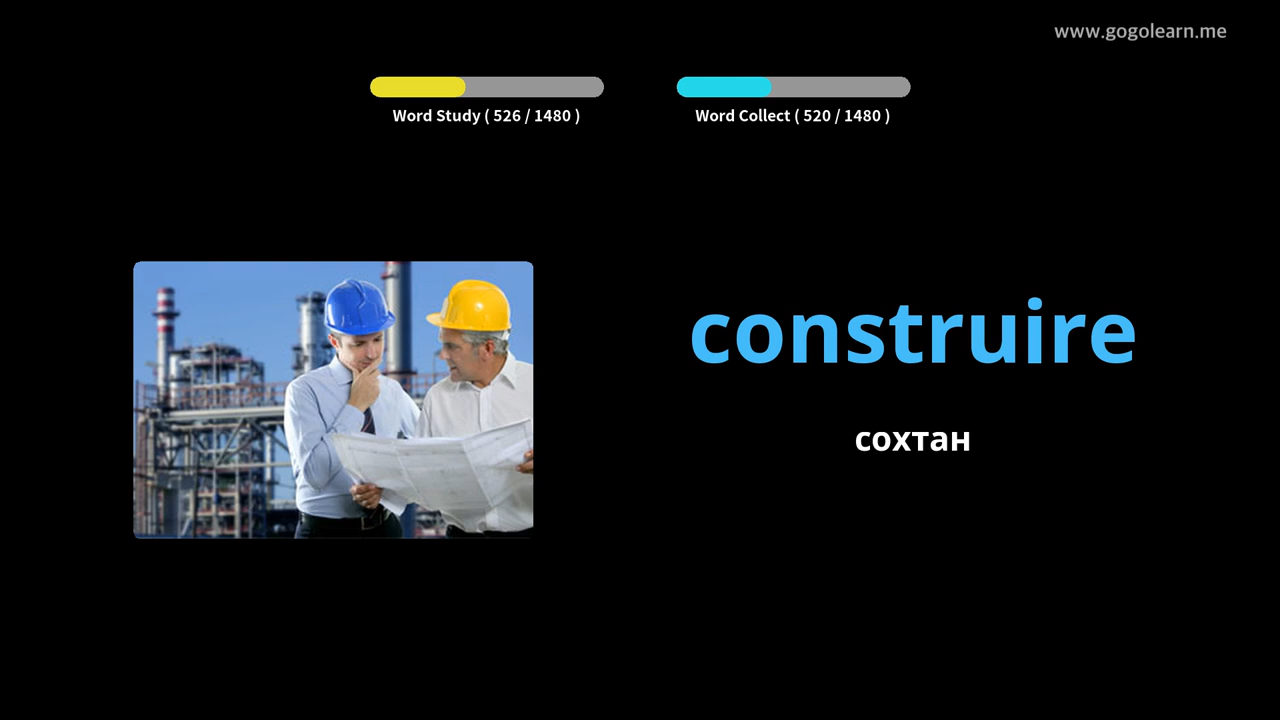 www.gogolearn.me
Word Study ( 526 / 1480 )
Word Collect ( 520 / 1480 )
construire
сохтан